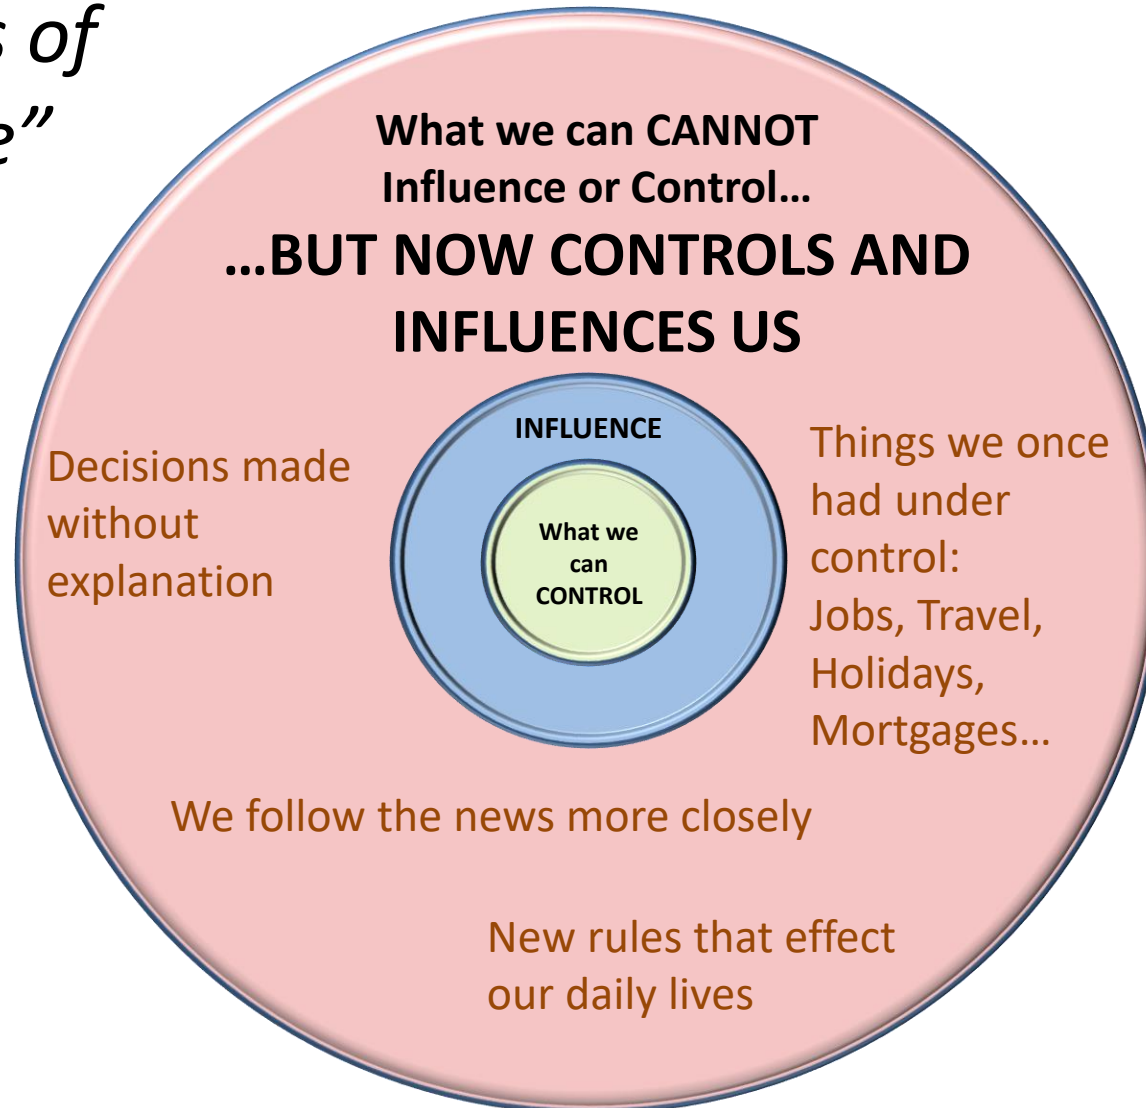 s of
e”
What we can CANNOT
Influence or Control…
…BUT NOW CONTROLS AND
INFLUENCES US
INFLUENCE
What we
can
CONTROL
Decisions made
without
explanation
Things we once
had under
control:
Jobs, Travel,
Holidays,
Mortgages…
We follow the news more closely
New rules that effect
our daily lives